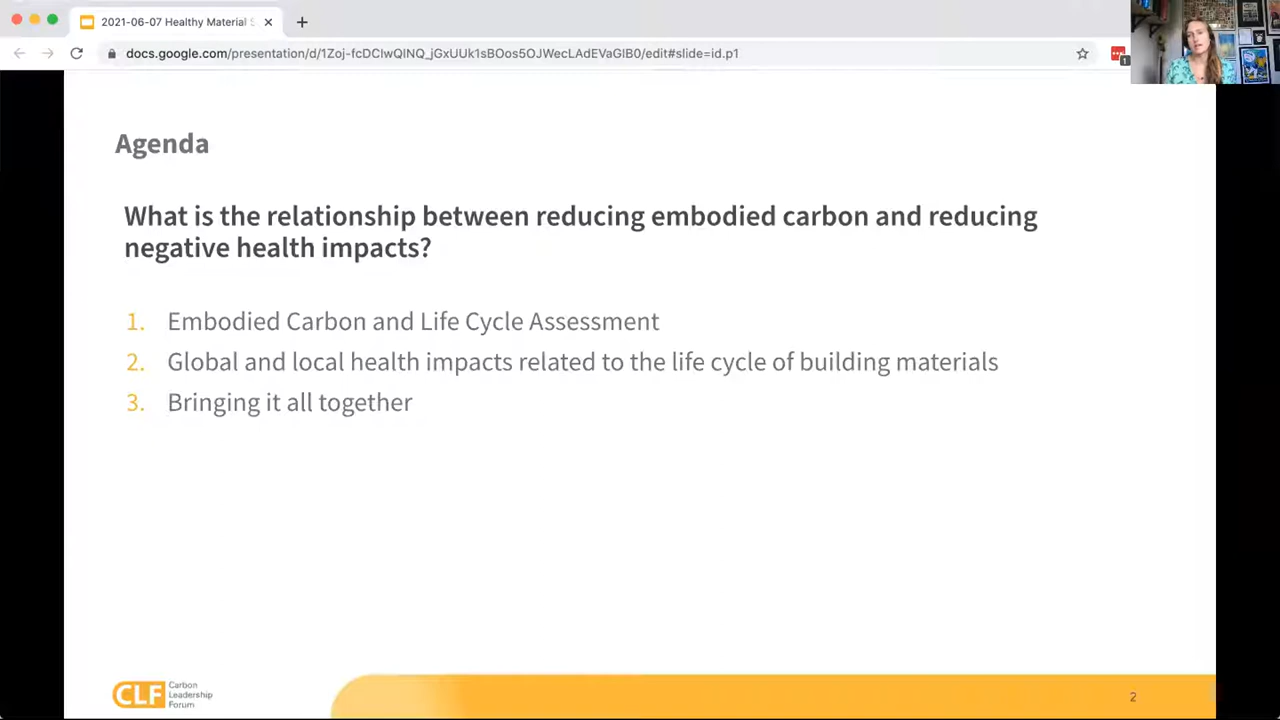 2021-06-07 Healthy Material
docs.google.com/presentation/d/1Zoj-fcDCIwQINQ_jGxUUk1sBOos5OJWecLAdEVaGIB0/edit#slide=id.p1
1
Agenda
What is the relationship between reducing embodied carbon and reducing
negative health impacts?
1. Embodied Carbon and Life Cycle Assessment
2. Global and local health impacts related to the life cycle of building materials
3. Bringing it all together
CLF
Carbon
Leadership
Forum
2